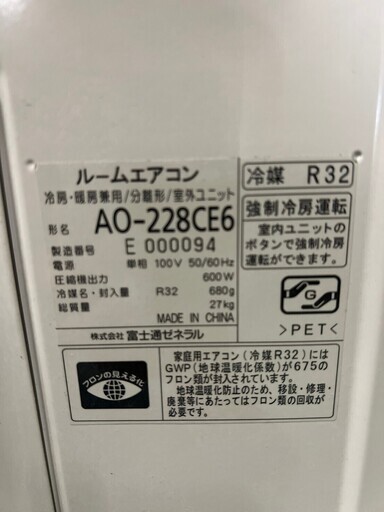 ルームエアコン
冷房・暖房兼用/分離形/室外ユニット
形名 AO-228CE6
製造番号 E 000094
電源 単相 100V 50/60Hz
圧縮機出力 600W
冷媒名・封入量 R32 680g
総質量 27kg
MADE IN CHINA
株式会社 富士通ゼネラル
冷媒 R32
強制冷房運転
室内ユニットの
ボタンで強制冷房
運転ができます。
G
>PET<
フロンの見える化
家庭用エアコン(冷媒R32)には
GWP(地球温暖化係数)が675の
フロン類が封入されています。
地球温暖化防止のため、移設・修理・
廃棄等にあたってはフロン類の回収が
必要です。